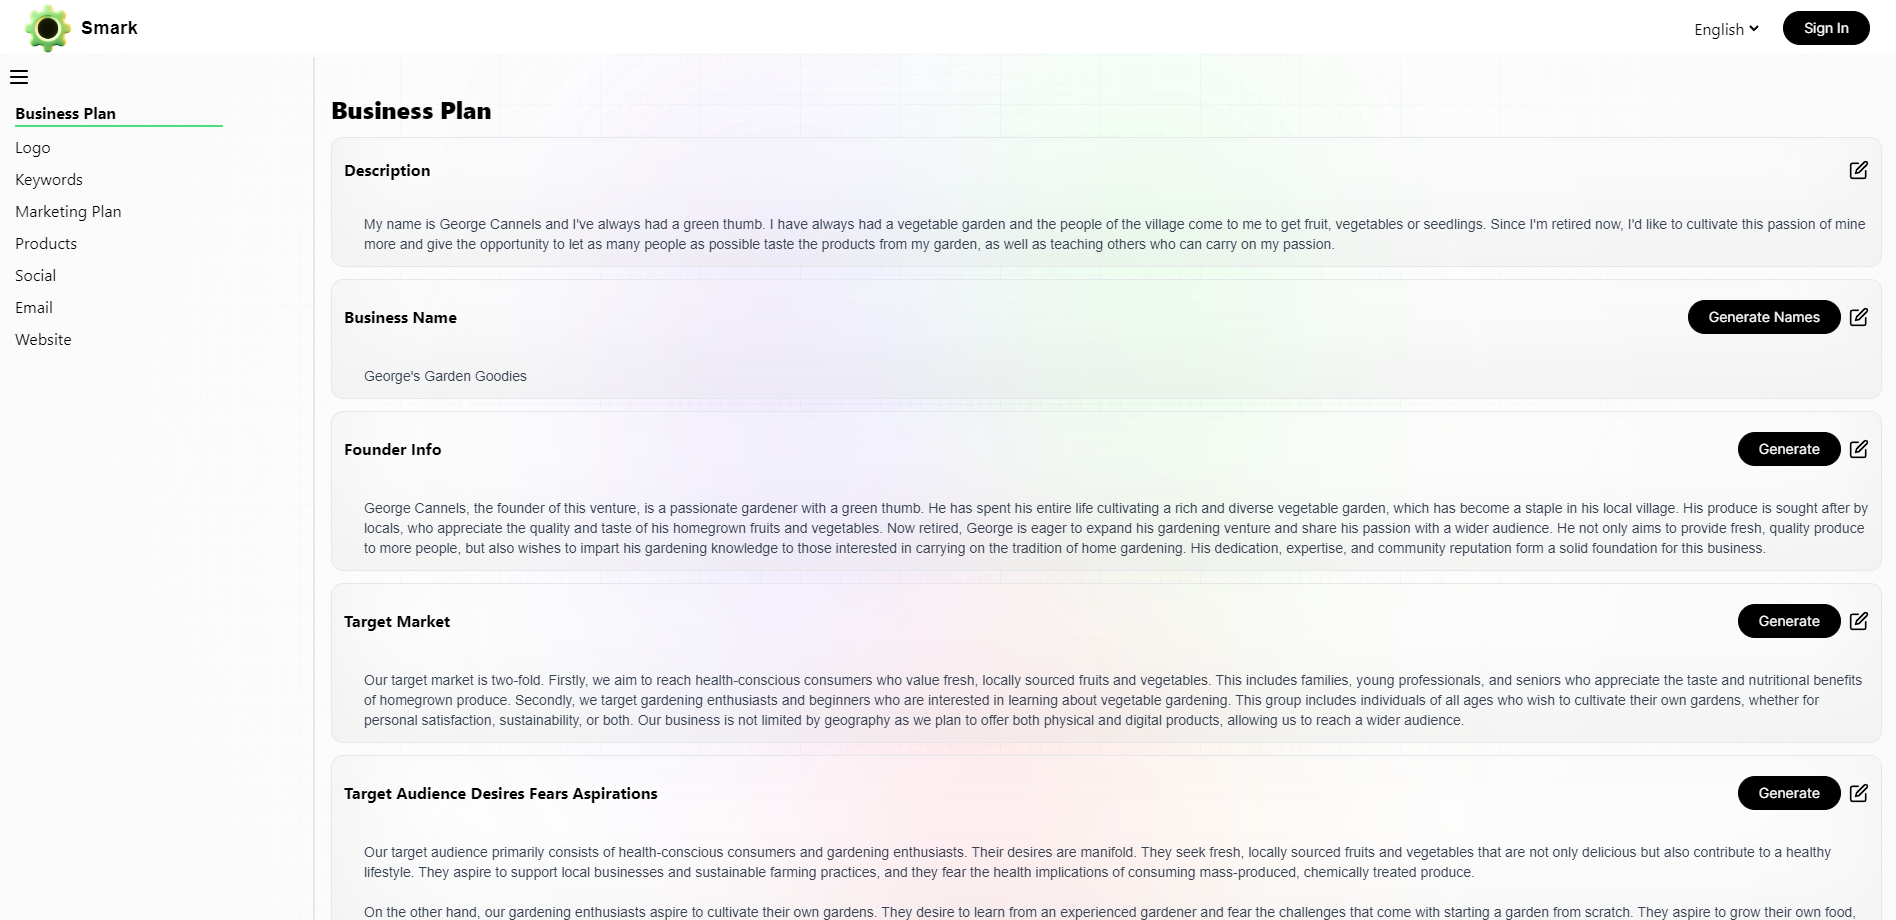 Smark
English
Sign In
Business Plan
Logo
Keywords
Marketing Plan
Products
Social
Email
Website
Business Plan
Description
My name is George Cannels and I've always had a green thumb. I have always had a vegetable garden and the people of the village come to me to get fruit, vegetables or seedlings. Since I'm retired now, I'd like to cultivate this passion of mine
more and give the opportunity to let as many people as possible taste the products from my garden, as well as teaching others who can carry on my passion.
Business Name
Generate Names
George's Garden Goodies
Founder Info
Generate
George Cannels, the founder of this venture, is a passionate gardener with a green thumb. He has spent his entire life cultivating a rich and diverse vegetable garden, which has become a staple in his local village. His produce is sought after by
locals, who appreciate the quality and taste of his homegrown fruits and vegetables. Now retired, George is eager to expand his gardening venture and share his passion with a wider audience. He not only aims to provide fresh, quality produce
to more people, but also wishes to impart his gardening knowledge to those interested in carrying on the tradition of home gardening. His dedication, expertise, and community reputation form a solid foundation for this business.
Target Market
Generate
Our target market is two-fold. Firstly, we aim to reach health-conscious consumers who value fresh, locally sourced fruits and vegetables. This includes families, young professionals, and seniors who appreciate the taste and nutritional benefits
of homegrown produce. Secondly, we target gardening enthusiasts and beginners who are interested in learning about vegetable gardening. This group includes individuals of all ages who wish to cultivate their own gardens, whether for
personal satisfaction, sustainability, or both. Our business is not limited by geography as we plan to offer both physical and digital products, allowing us to reach a wider audience.
Target Audience Desires Fears Aspirations
Generate
Our target audience primarily consists of health-conscious consumers and gardening enthusiasts. Their desires are manifold. They seek fresh, locally sourced fruits and vegetables that are not only delicious but also contribute to a healthy
lifestyle. They aspire to support local businesses and sustainable farming practices, and they fear the health implications of consuming mass-produced, chemically treated produce.
On the other hand, our gardening enthusiasts aspire to cultivate their own gardens. They desire to learn from an experienced gardener and fear the challenges that come with starting a garden from scratch. They aspire to grow their own food,